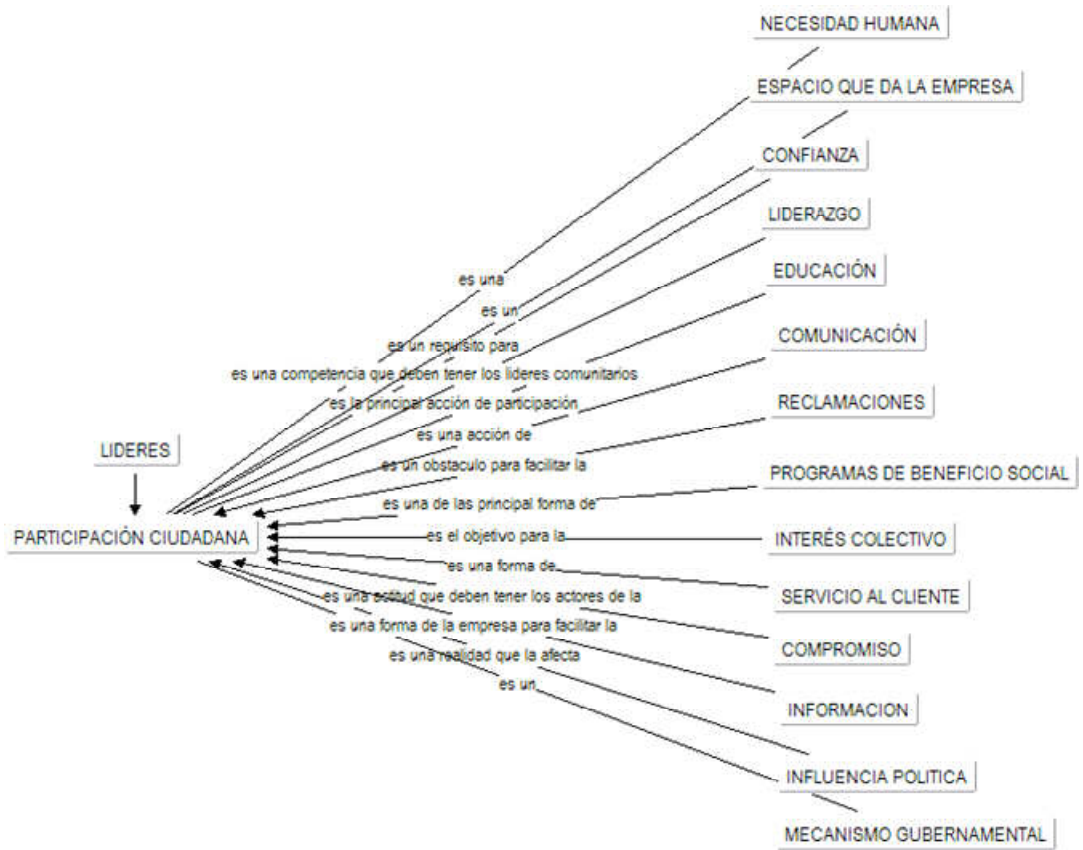 NECESIDAD HUMANA
ESPACIO QUE DA LA EMPRESA
CONFIANZA
LIDERAZGO
EDUCACIÓN
es una
es un
COMUNICACIÓN
es un requisito para
es una competencia que deben tener los lideres comunitarios
es la principal acción de participación
RECLAMACIONES
es una acción de
LIDERES
es un obstaculo para facilitar la
PROGRAMAS DE BENEFICIO SOCIAL
es una de las principal forma de
PARTICIPACIÓN CIUDADANA
es el objetivo para la
INTERÉS COLECTIVO
es una forma de
SERVICIO AL CLIENTE
es una actitud que deben tener los actores de la
es una forma de la empresa para facilitar la
COMPROMISO
es una realidad que la afecta
es un
INFORMACION
INFLUENCIA POLITICA
MECANISMO GUBERNAMENTAL